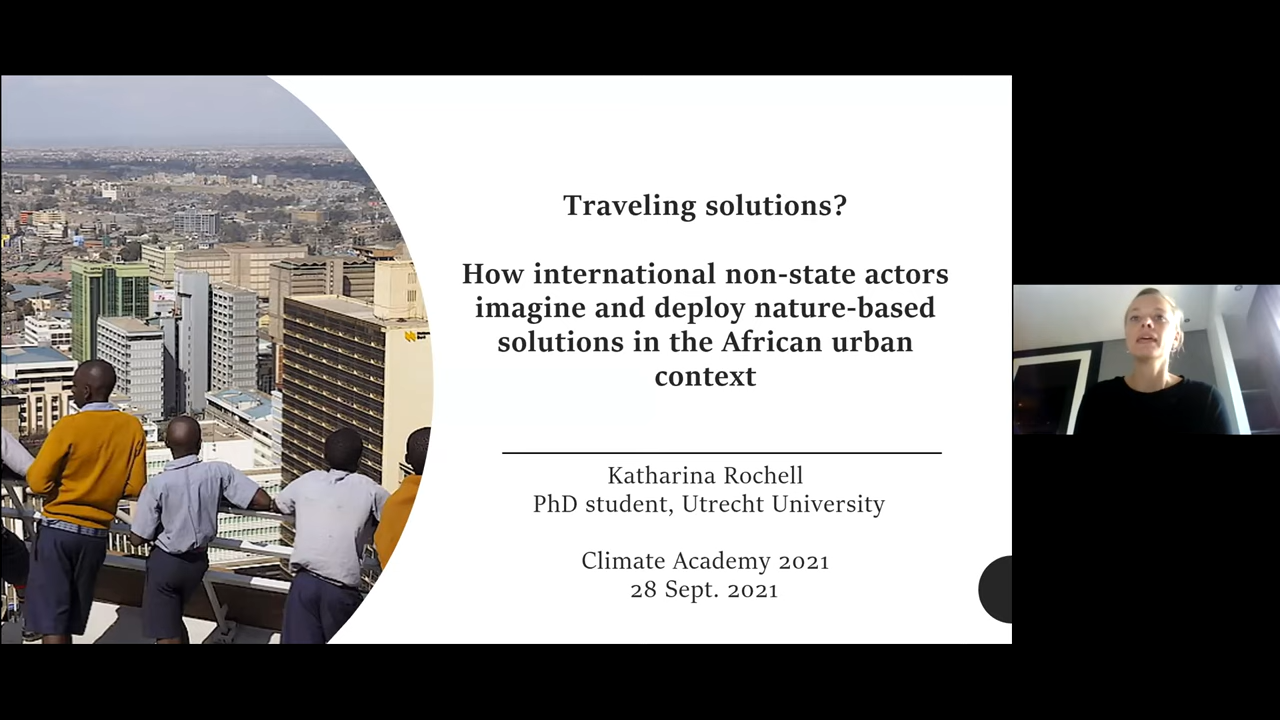 Traveling solutions?
How international non-state actors
imagine and deploy nature-based
solutions in the African urban
context
Katharina Rochell
PhD student, Utrecht University
Climate Academy 2021
28 Sept. 2021